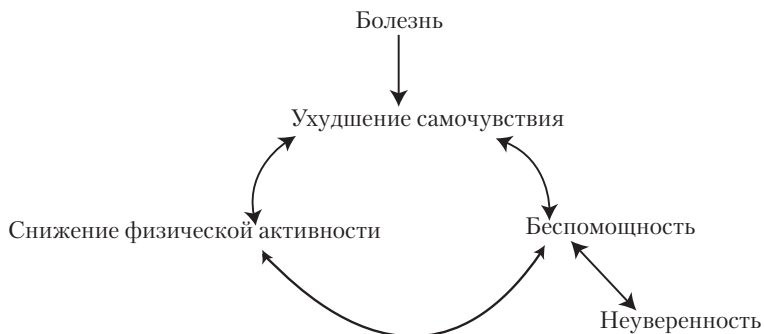 Болезнь
Ухудшение самочувствия
Снижение физической активности
Беспомощность
Неуверенность